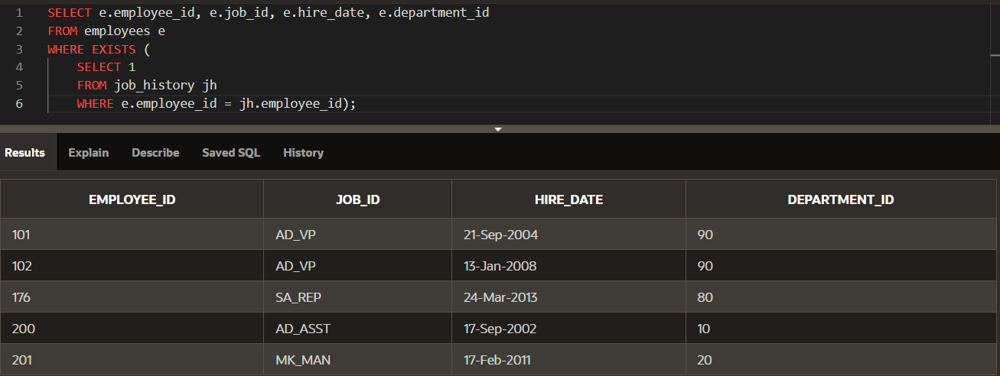 1 SELECT e.employee_id, e.job_id, e.hire_date, e.department_id
2 FROM employees e
3 WHERE EXISTS (
4 SELECT 1
5 FROM job_history jh
6 WHERE e.employee_id = jh.employee_id);
Results Explain Describe Saved SQL History
EMPLOYEE_ID JOB_ID HIRE_DATE DEPARTMENT_ID
101 AD_VP 21-Sep-2004 90
102 AD_VP 13-Jan-2008 90
176 SA_REP 24-Mar-2013 80
200 AD_ASST 17-Sep-2002 10
201 MK_MAN 17-Feb-2011 20